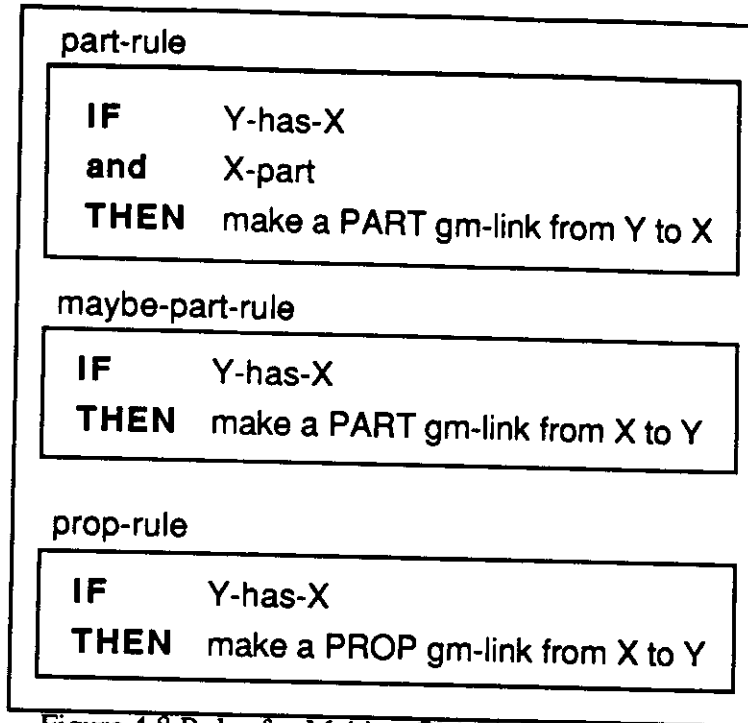 part-rule
IF Y-has-X
and X-part
THEN make a PART gm-link from Y to X
maybe-part-rule
IF Y-has-X
THEN make a PART gm-link from X to Y
prop-rule
IF Y-has-X
THEN make a PROP gm-link from X to Y